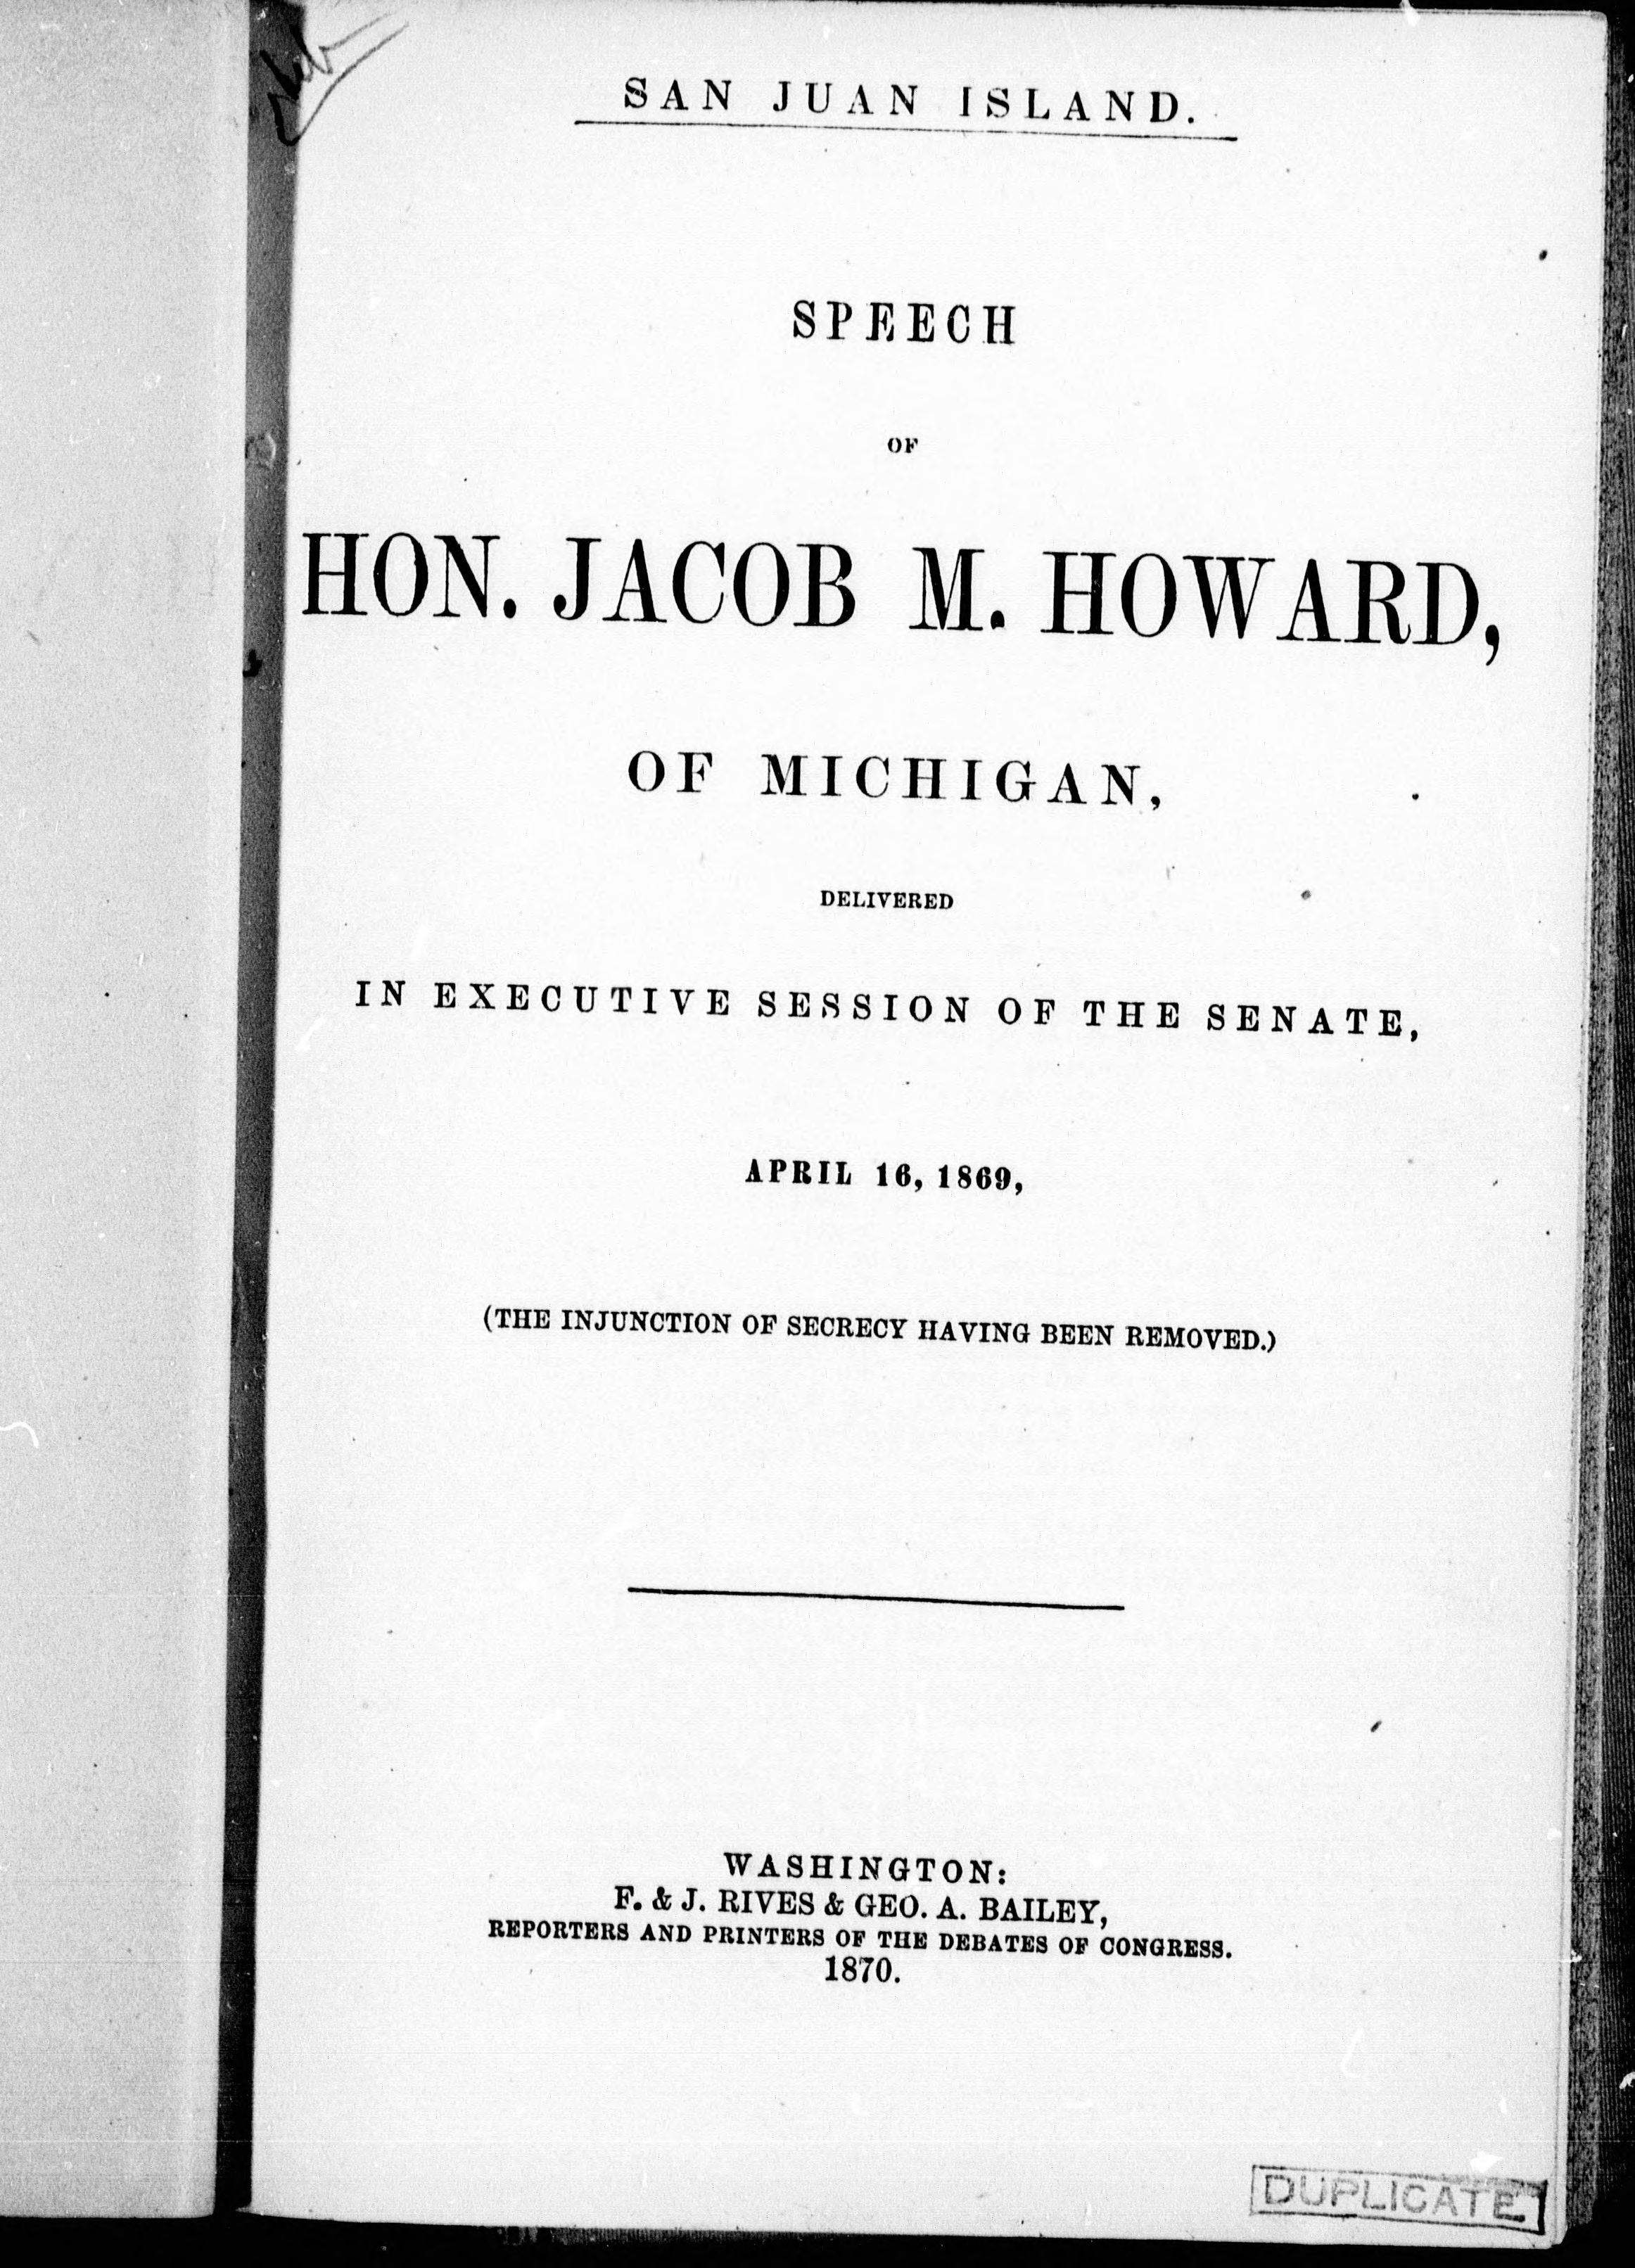 SAN JUAN ISLAND.
SPEECH
OF
HON. JACOB M. HOWARD,
OF MICHIGAN,
DELIVERED
IN EXECUTIVE SESSION OF THE SENATE,
APRIL 16, 1869,
(THE INJUNCTION OF SECRECY HAVING BEEN REMOVED.)
WASHINGTON:
F. & J. RIVES & GEO. A. BAILEY,
REPORTERS AND PRINTERS OF THE DEBATES OF CONGRESS.
1870.
DUPLICATE